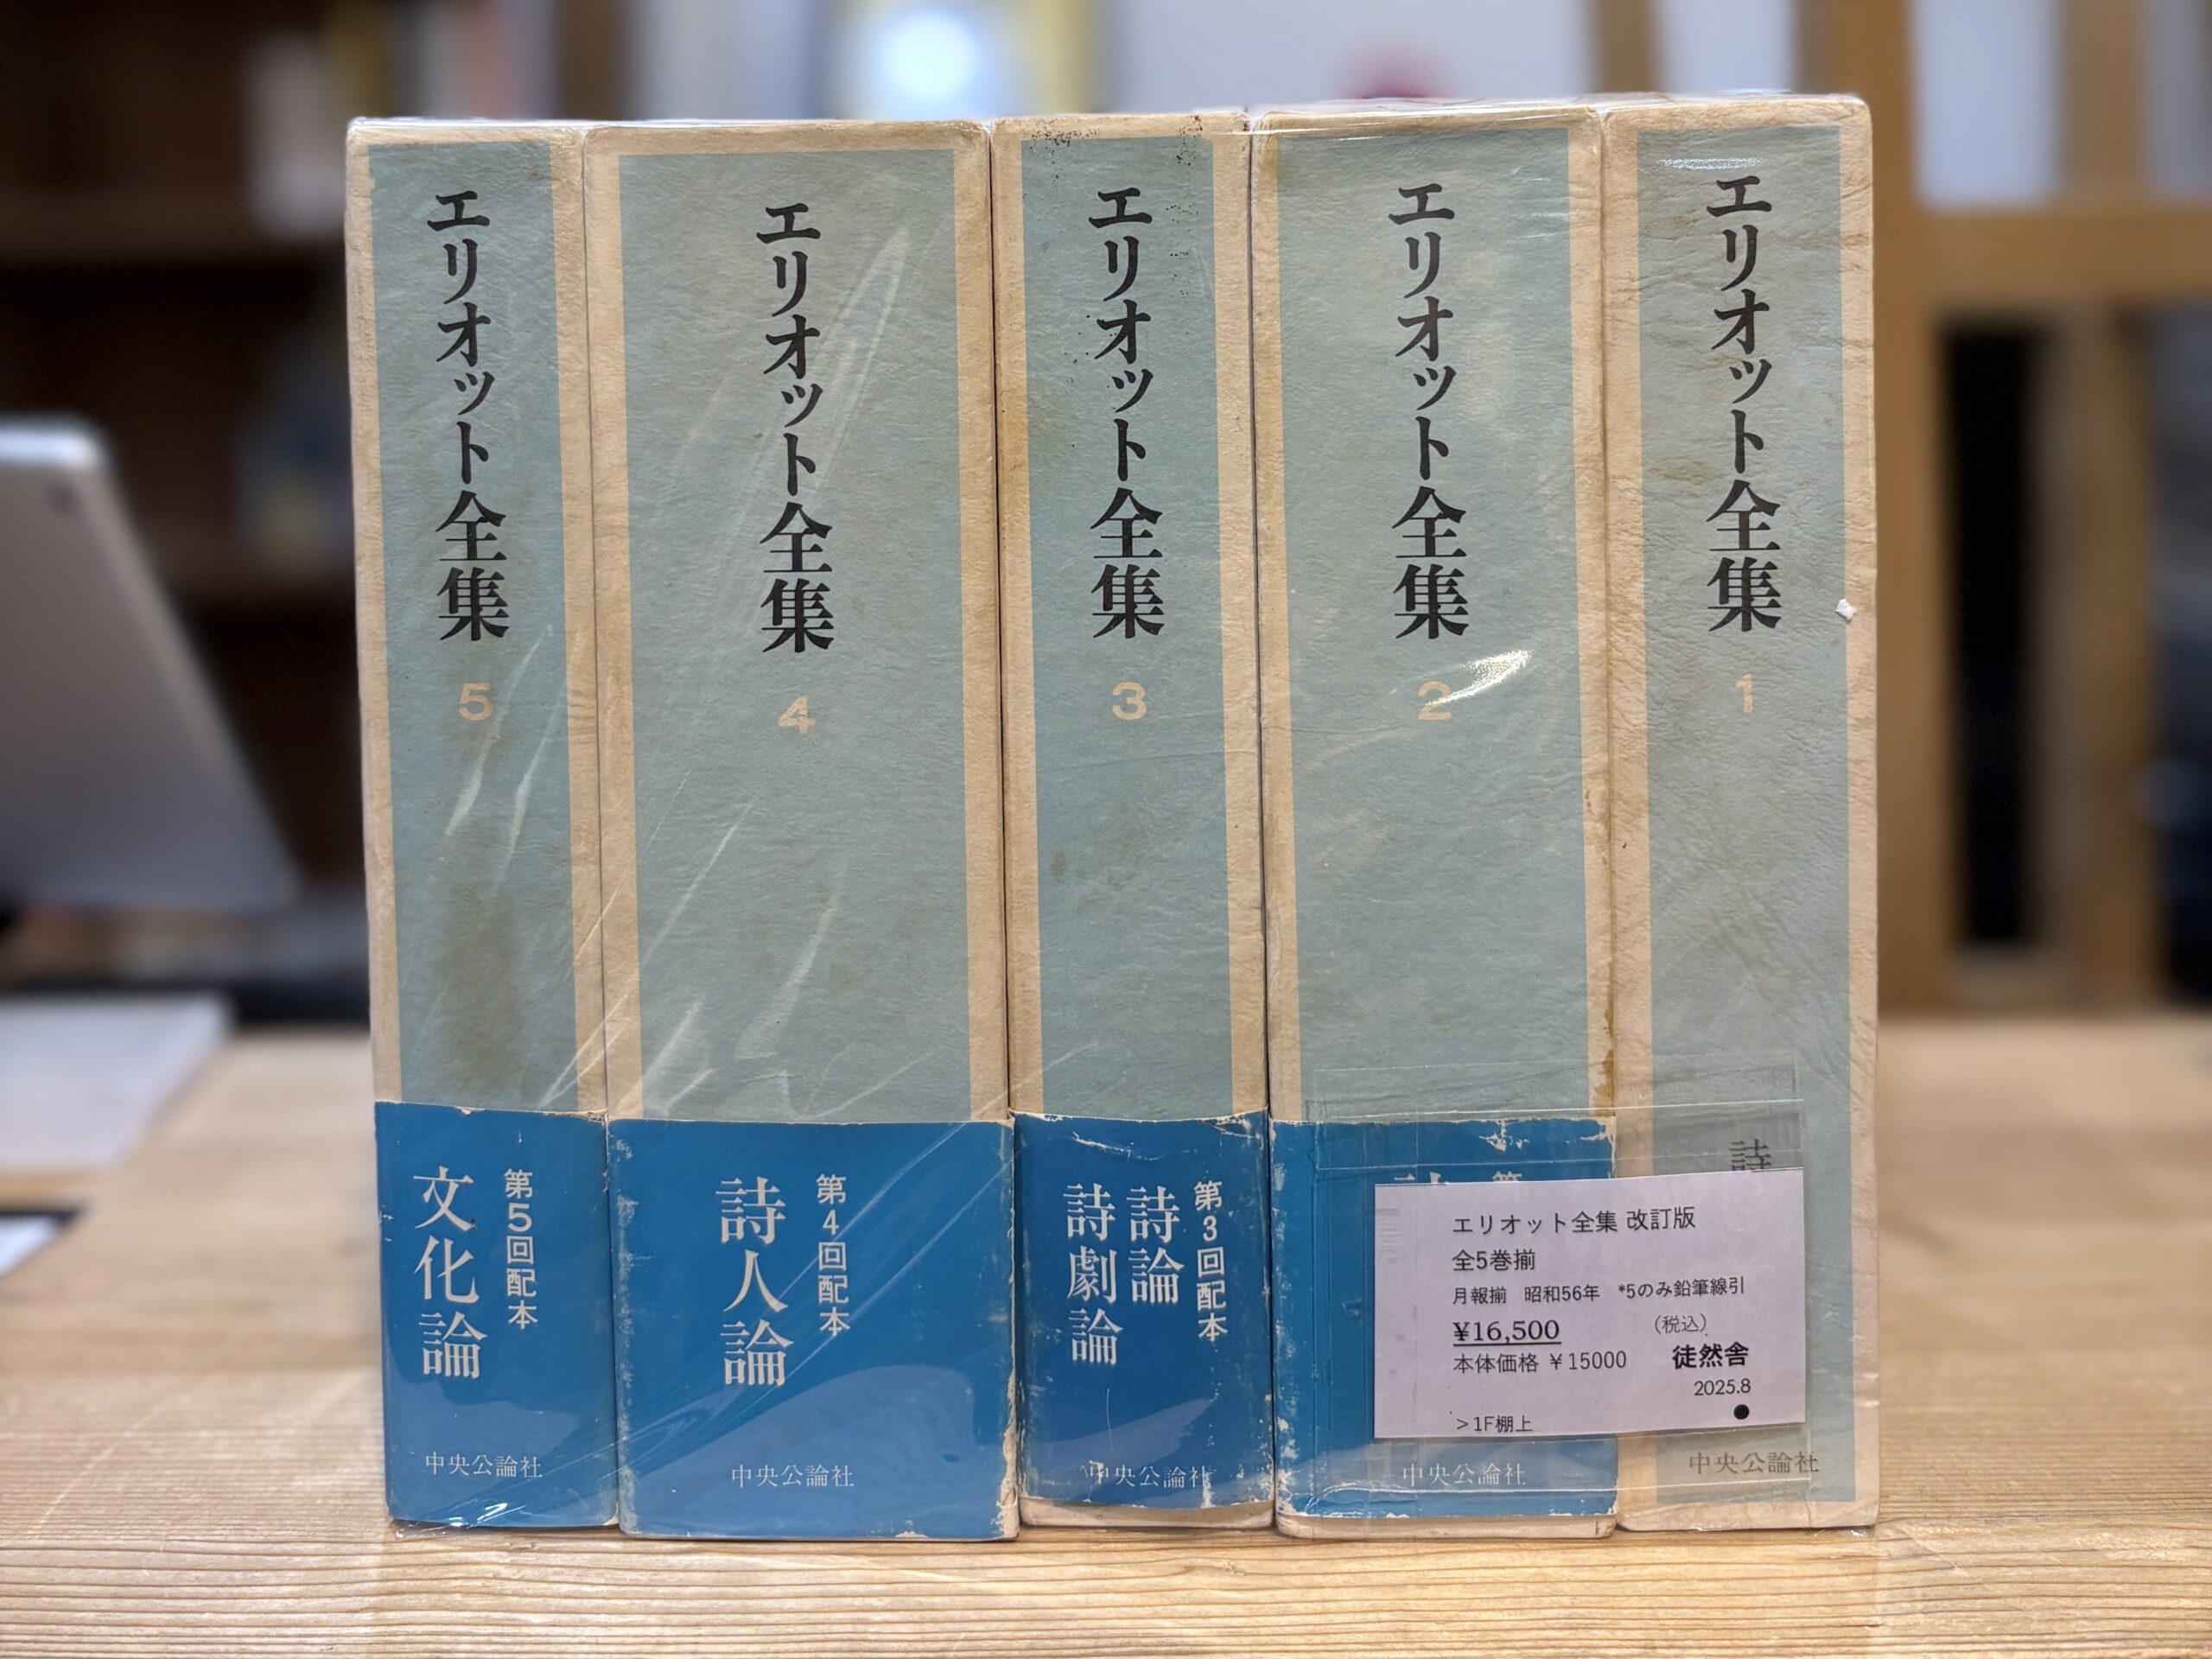 エリオット全集
5
第5回配本
文化論
中央公論社
エリオット全集
4
第4回配本
詩人論
中央公論社
エリオット全集
3
第3回配本
詩論
詩劇論
中央公論社
エリオット全集
2
中央公論社
エリオット全集
1
詩
中央公論社
エリオット全集 改訂版
全5巻揃
月報揃 昭和56年 *5のみ鉛筆線引
¥16,500 (税込)
本体価格 ¥15000 徒然舎
2025.8
>1F棚上